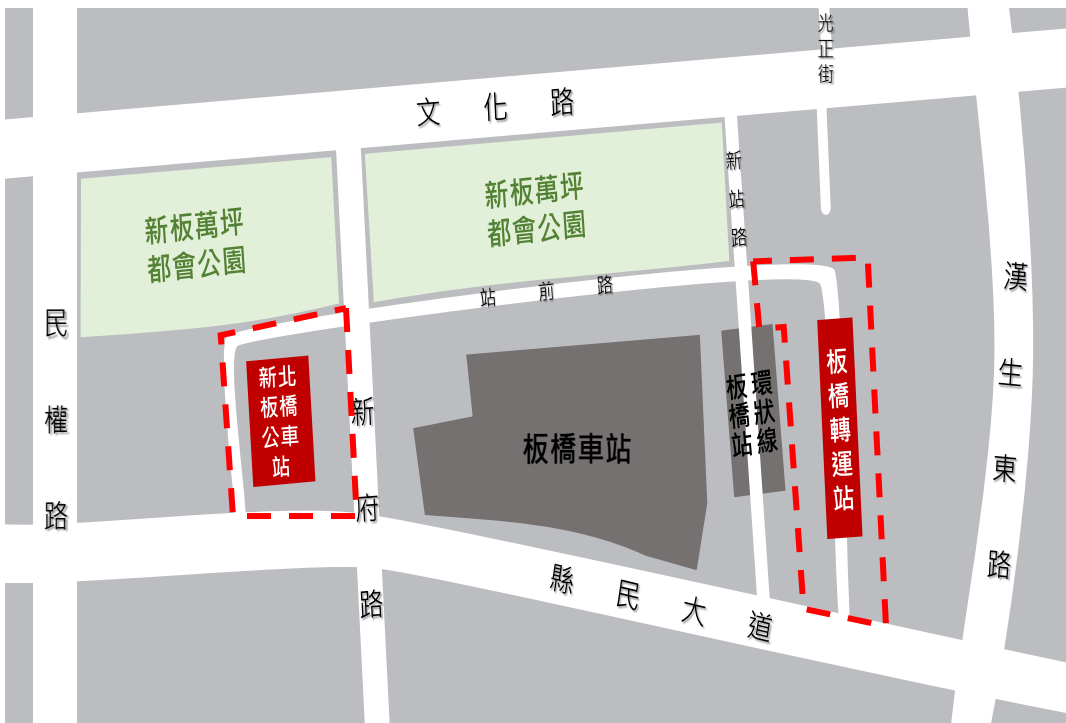 光正街
文化路
新站路
新板萬坪
都會公園
新板萬坪
都會公園
站前路
漢生東路
民權路
新北
板橋
公車
站
新府路
板橋車站
環狀線
板橋站
板橋轉運站
縣民大道